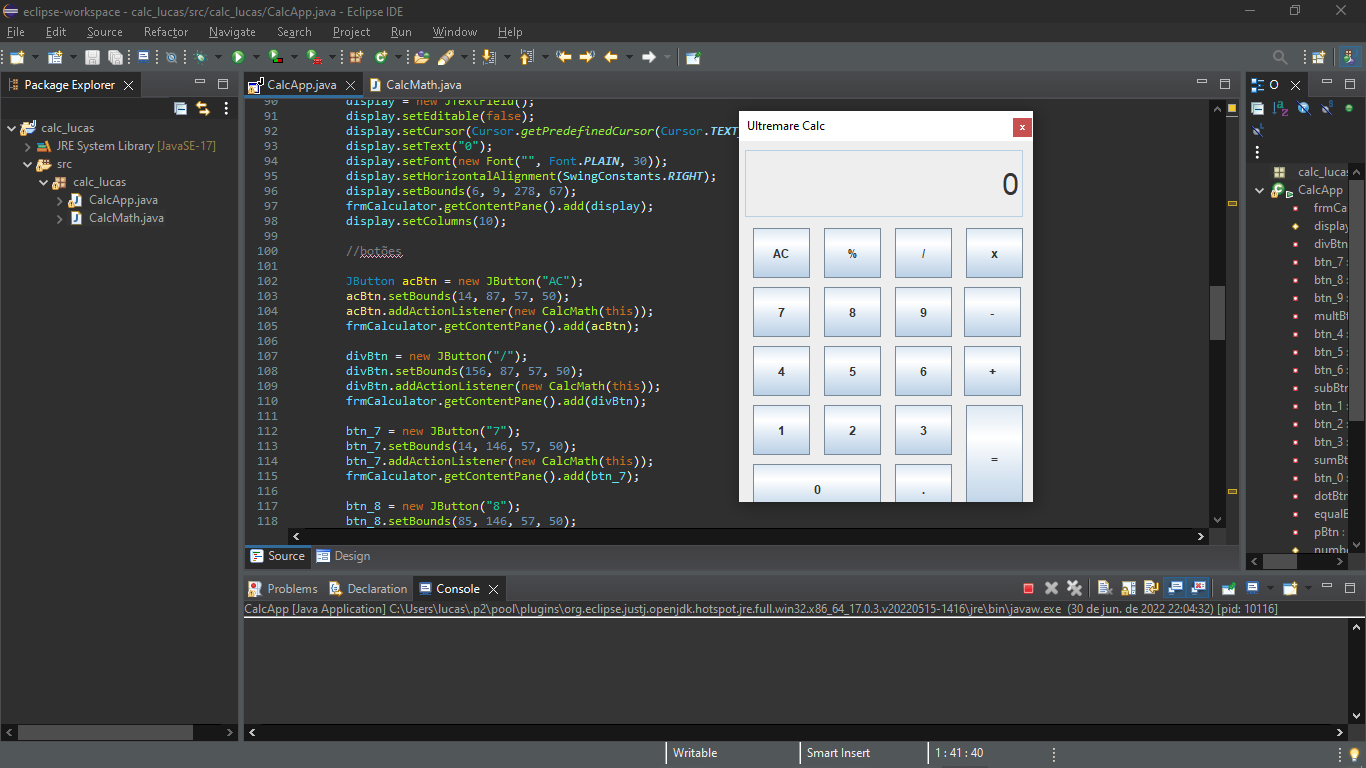 eclipse-workspace - calc_lucas/src/calc_lucas/CalcApp.java - Eclipse IDE
File Edit Source Refactor Navigate Search Project Run Window Help
Package Explorer
calc_lucas
JRE System Library [JavaSE-17]
src
calc_lucas
CalcApp.java
CalcMath.java
CalcApp.java CalcMath.java
90 display = new JTextField();
91 display.setEditable(false);
92 display.setCursor(Cursor.getPredefinedCursor(Cursor.TEXT_
93 display.setText("0");
94 display.setFont(new Font("", Font.PLAIN, 30));
95 display.setHorizontalAlignment(SwingConstants.RIGHT);
96 display.setBounds(6, 9, 278, 67);
97 frmCalculator.getContentPane().add(display);
98 display.setColumns(10);
99
100 //botões
101
102 JButton acBtn = new JButton("AC");
103 acBtn.setBounds(14, 87, 57, 50);
104 acBtn.addActionListener(new CalcMath(this));
105 frmCalculator.getContentPane().add(acBtn);
106
107 divBtn = new JButton("/");
108 divBtn.setBounds(156, 87, 57, 50);
109 divBtn.addActionListener(new CalcMath(this));
110 frmCalculator.getContentPane().add(divBtn);
111
112 btn_7 = new JButton("7");
113 btn_7.setBounds(14, 146, 57, 50);
114 btn_7.addActionListener(new CalcMath(this));
115 frmCalculator.getContentPane().add(btn_7);
116
117 btn_8 = new JButton("8");
118 btn_8.setBounds(85, 146, 57, 50);
Source Design
Ultremare Calc
0
AC % / x
7 8 9 -
4 5 6 +
1 2 3
=
0 .
O
calc_lucas
CalcApp
frmCa
display
divBtn
btn_7 :
btn_8 :
btn_9 :
multBt
btn_4 :
btn_5 :
btn_6 :
subBtn
btn_1 :
btn_2 :
btn_3 :
sumBt
btn_0 :
dotBtn
equalE
pBtn :
numbe
Problems Declaration Console
CalcApp [Java Application] C:\Users\lucas\.p2\pool\plugins\org.eclipse.justj.openjdk.hotspot.jre.full.win32.x86_64_17.0.3.v20220515-1416\jre\bin\javaw.exe (30 de jun. de 2022 22:04:32) [pid: 10116]
Writable Smart Insert 1 : 41 : 40